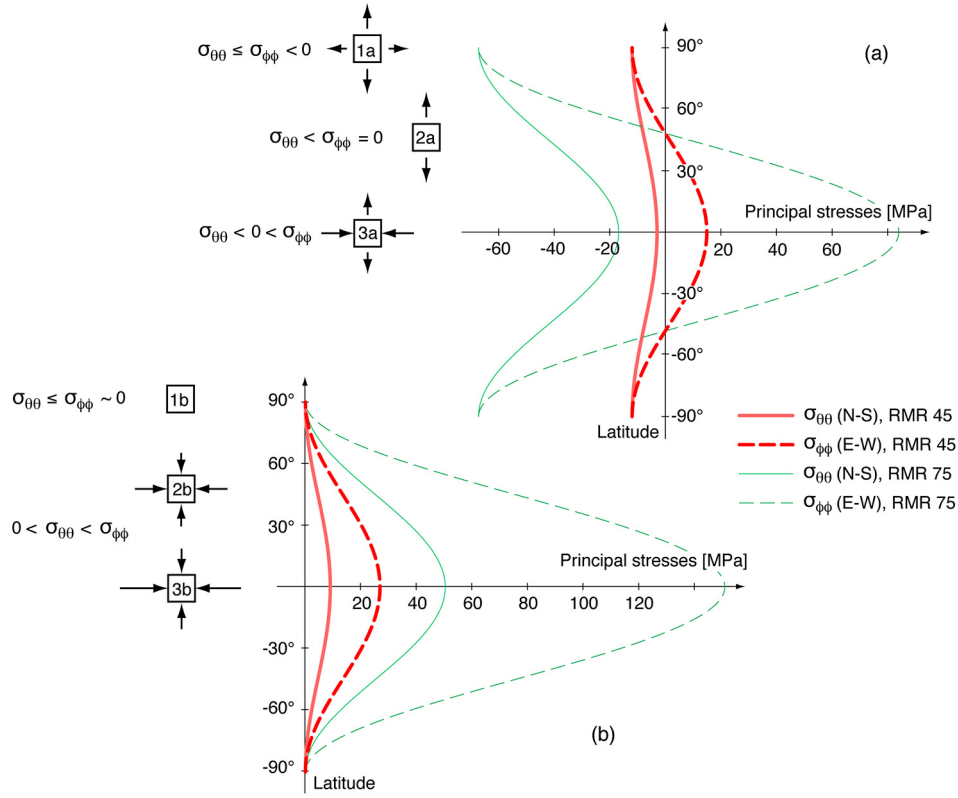 σθθ ≤ σϕϕ < 0
1a
σθθ < σϕϕ = 0
2a
σθθ < 0 < σϕϕ
3a
(a)
90°
60°
30°
Principal stresses [MPa]
-60 -40 -20 20 40 60
-30°
-60°
-90°
Latitude
σθθ ≤ σϕϕ ~ 0
1b
2b
0 < σθθ < σϕϕ
3b
90°
60°
30°
Principal stresses [MPa]
20 40 60 80 100 120
-30°
-60°
-90°
Latitude
(b)
σθθ (N-S), RMR 45
σϕϕ (E-W), RMR 45
σθθ (N-S), RMR 75
σϕϕ (E-W), RMR 75